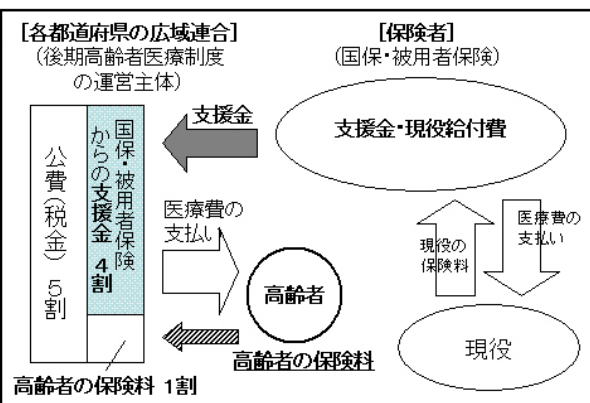 [各都道府県の広域連合]
(後期高齢者医療制度
の運営主体)
[保険者]
(国保・被用者保険)
公費(税金) 5割
国保・被用者保険
からの支援金 4割
支援金
支援金・現役給付費
医療費の
支払い
高齢者
高齢者の保険料
高齢者の保険料 1割
現役の
保険料
医療費の
支払い
現役